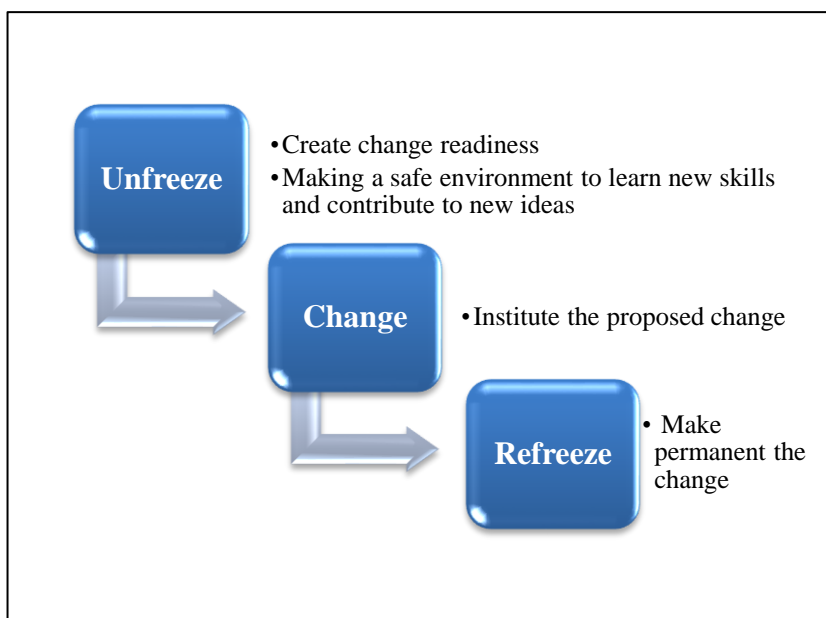 Unfreeze
•Create change readiness
•Making a safe environment to learn new skills
and contribute to new ideas
Change
•Institute the proposed change
Refreeze
• Make
permanent the
change